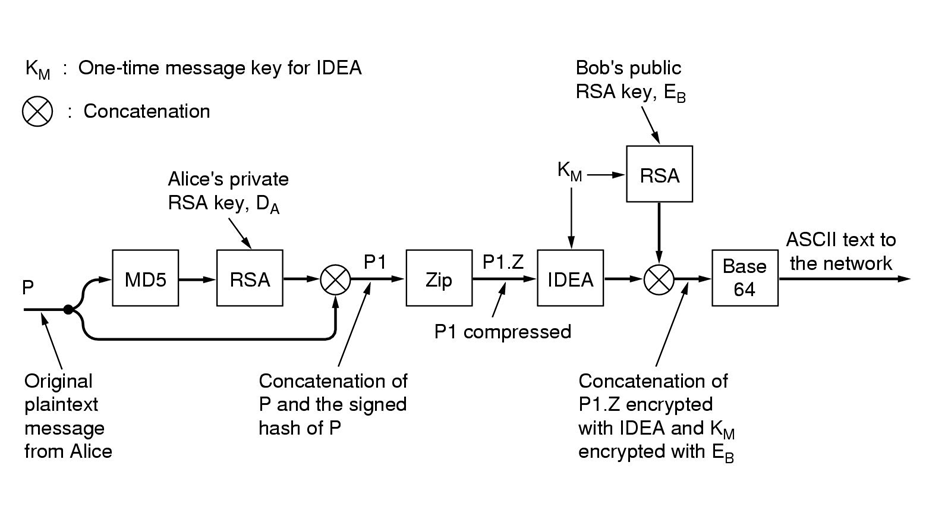 K_M : One-time message key for IDEA
⊗ : Concatenation
Bob's public
RSA key, E_B
Alice's private
RSA key, D_A
K_M
RSA
P
MD5
RSA
P1
Zip
P1.Z
IDEA
Base
64
ASCII text to
the network
P1 compressed
Original
plaintext
message
from Alice
Concatenation of
P and the signed
hash of P
Concatenation of
P1.Z encrypted
with IDEA and K_M
encrypted with E_B